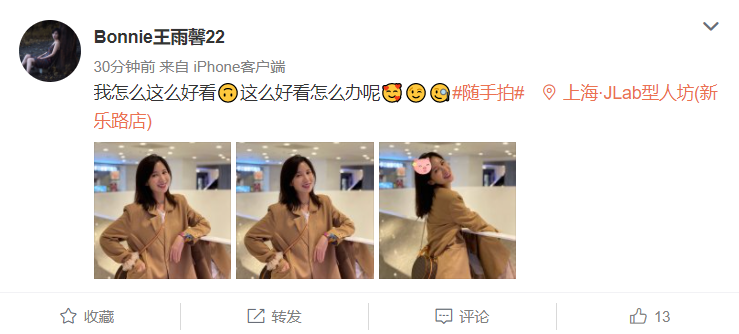 Bonnie王雨馨22
30分钟前 来自 iPhone客户端
我怎么这么好看🙃这么好看怎么办呢🥰😉🧐#随手拍# 上海·JLab型人坊(新
乐路店)
收藏 转发 评论 13